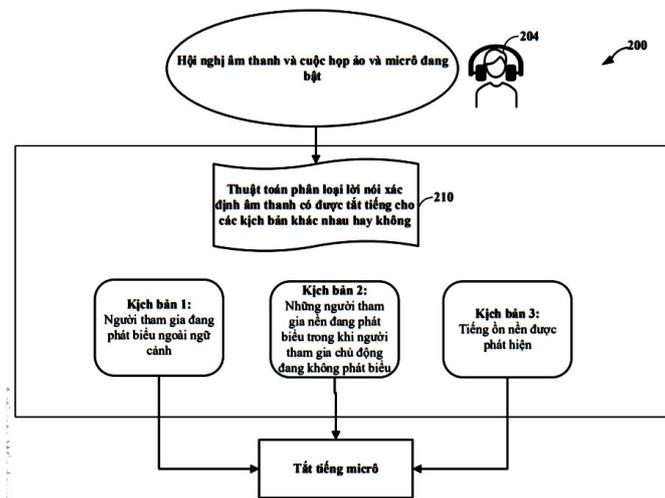 204
200
Hội nghị âm thanh và cuộc họp ảo và micrô đang
bật
Thuật toán phân loại lời nói xác
định âm thanh có được tắt tiếng cho
các kịch bản khác nhau hay không
210
Kịch bản 1:
Người tham gia đang
phát biểu ngoài ngữ
cảnh
Kịch bản 2:
Những người tham
gia nền đang phát
biểu trong khi người
tham gia chủ động
đang không phát biểu
Kịch bản 3:
Tiếng ồn nền được
phát hiện
Tắt tiếng micrô